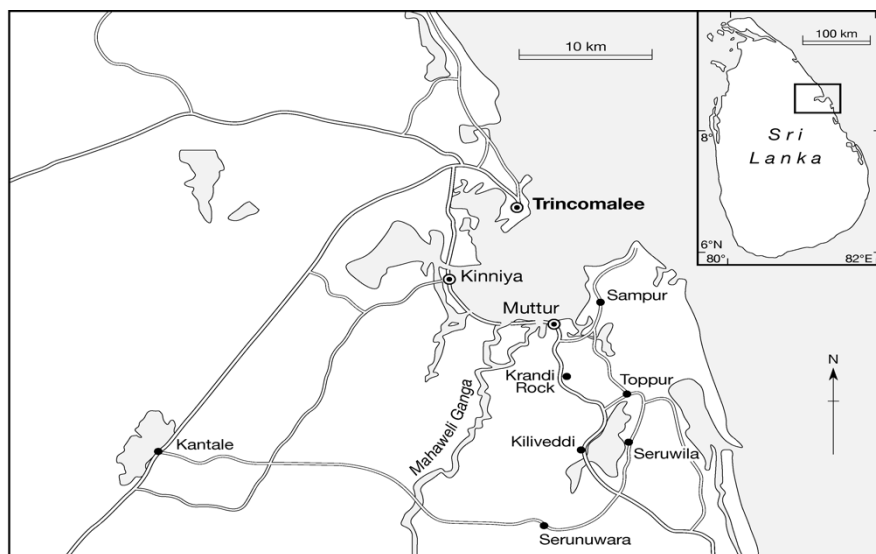 10 km
100 km
8°
Sri
Lanka
6°N
80°
82°E
Trincomalee
Kinniya
Sampur
Muttur
N
Krandi
Rock
Toppur
Mahaweli Ganga
Kantale
Kiliveddi
Seruwila
Serunuwara